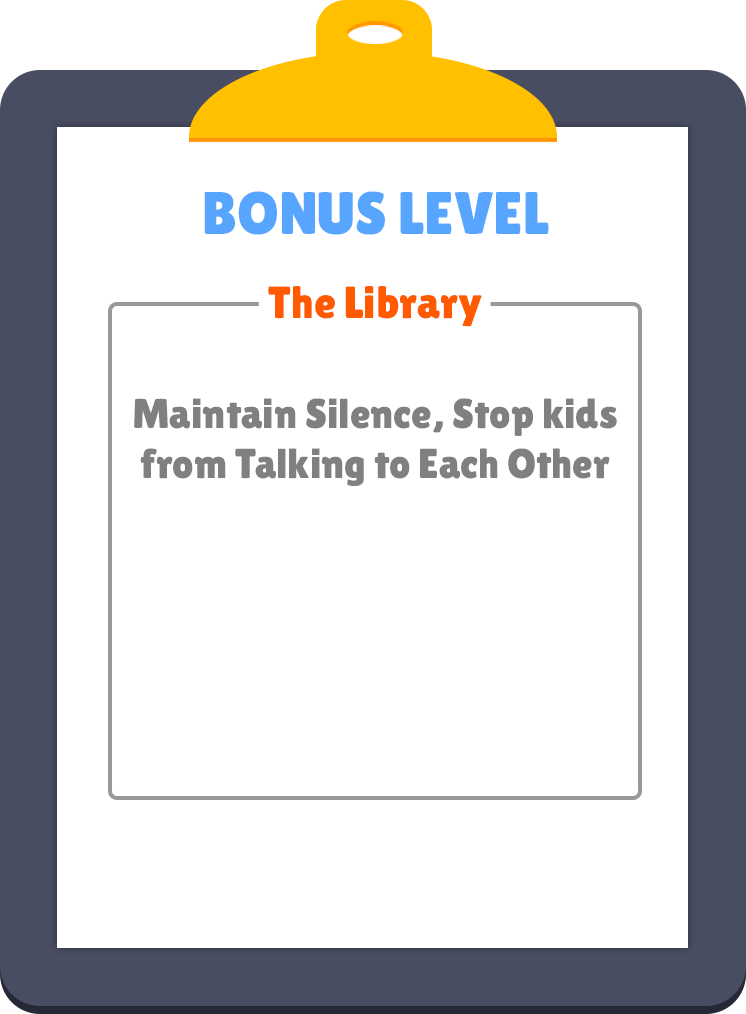 BONUS LEVEL
The Library
Maintain Silence, Stop kids
from Talking to Each Other